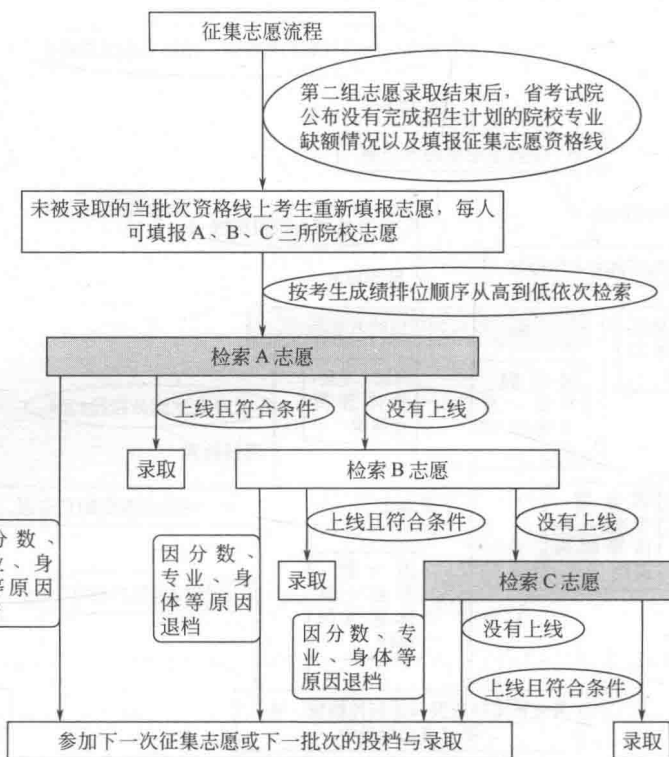 征集志愿流程
第二组志愿录取结束后，省考试院
公布没有完成招生计划的院校专业
缺额情况以及填报征集志愿资格线
未被录取的当批次资格线上考生重新填报志愿，每人
可填报A、B、C三所院校志愿
按考生成绩排位顺序从高到低依次检索
检索A志愿
上线且符合条件
没有上线
录取
检索B志愿
上线且符合条件
没有上线
分数、
、身
等原因
因分数、
专业、身
体等原因
退档
录取
检索C志愿
因分数、专
业、身体等
原因退档
没有上线
上线且符合条件
参加下一次征集志愿或下一批次的投档与录取
录取